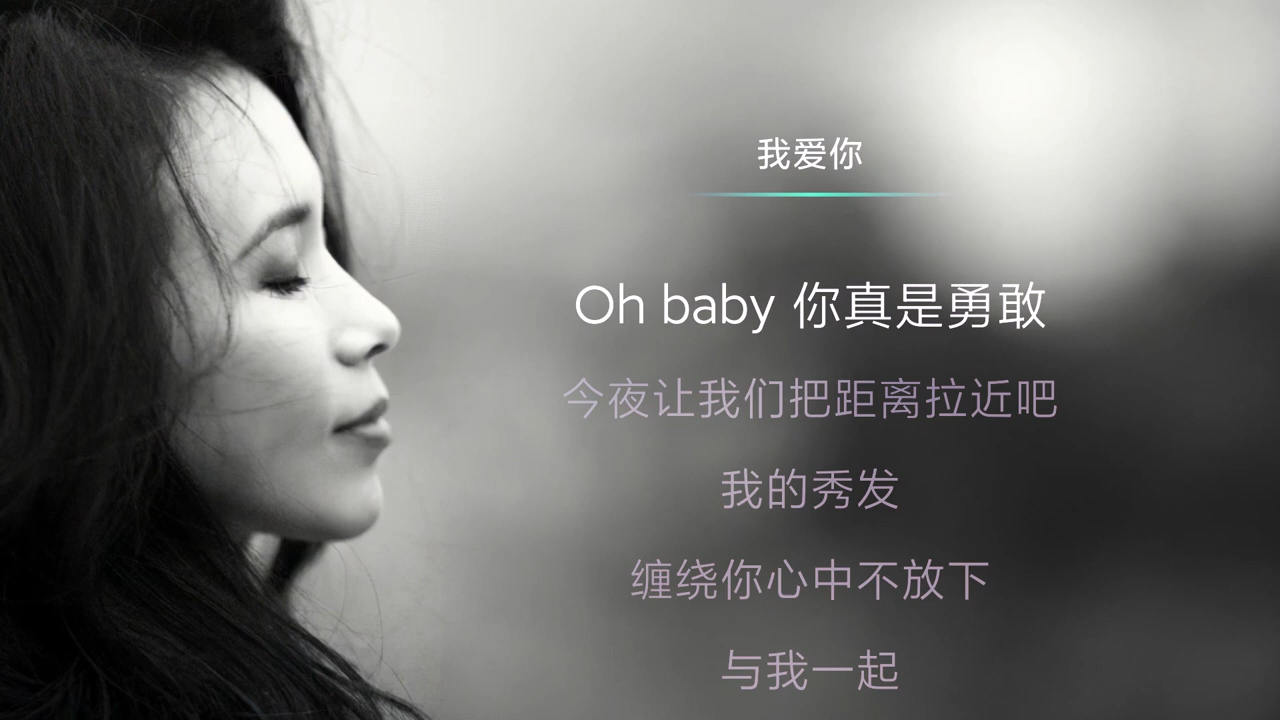 我爱你
Oh baby 你真是勇敢
今夜让我们把距离拉近吧
我的秀发
缠绕你心中不放下
与我一起